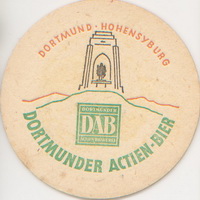 DORTMUND · HOHENSYBURG
DORTMUNDER
DAB
DORTMUNDER ACTIEN-BIER